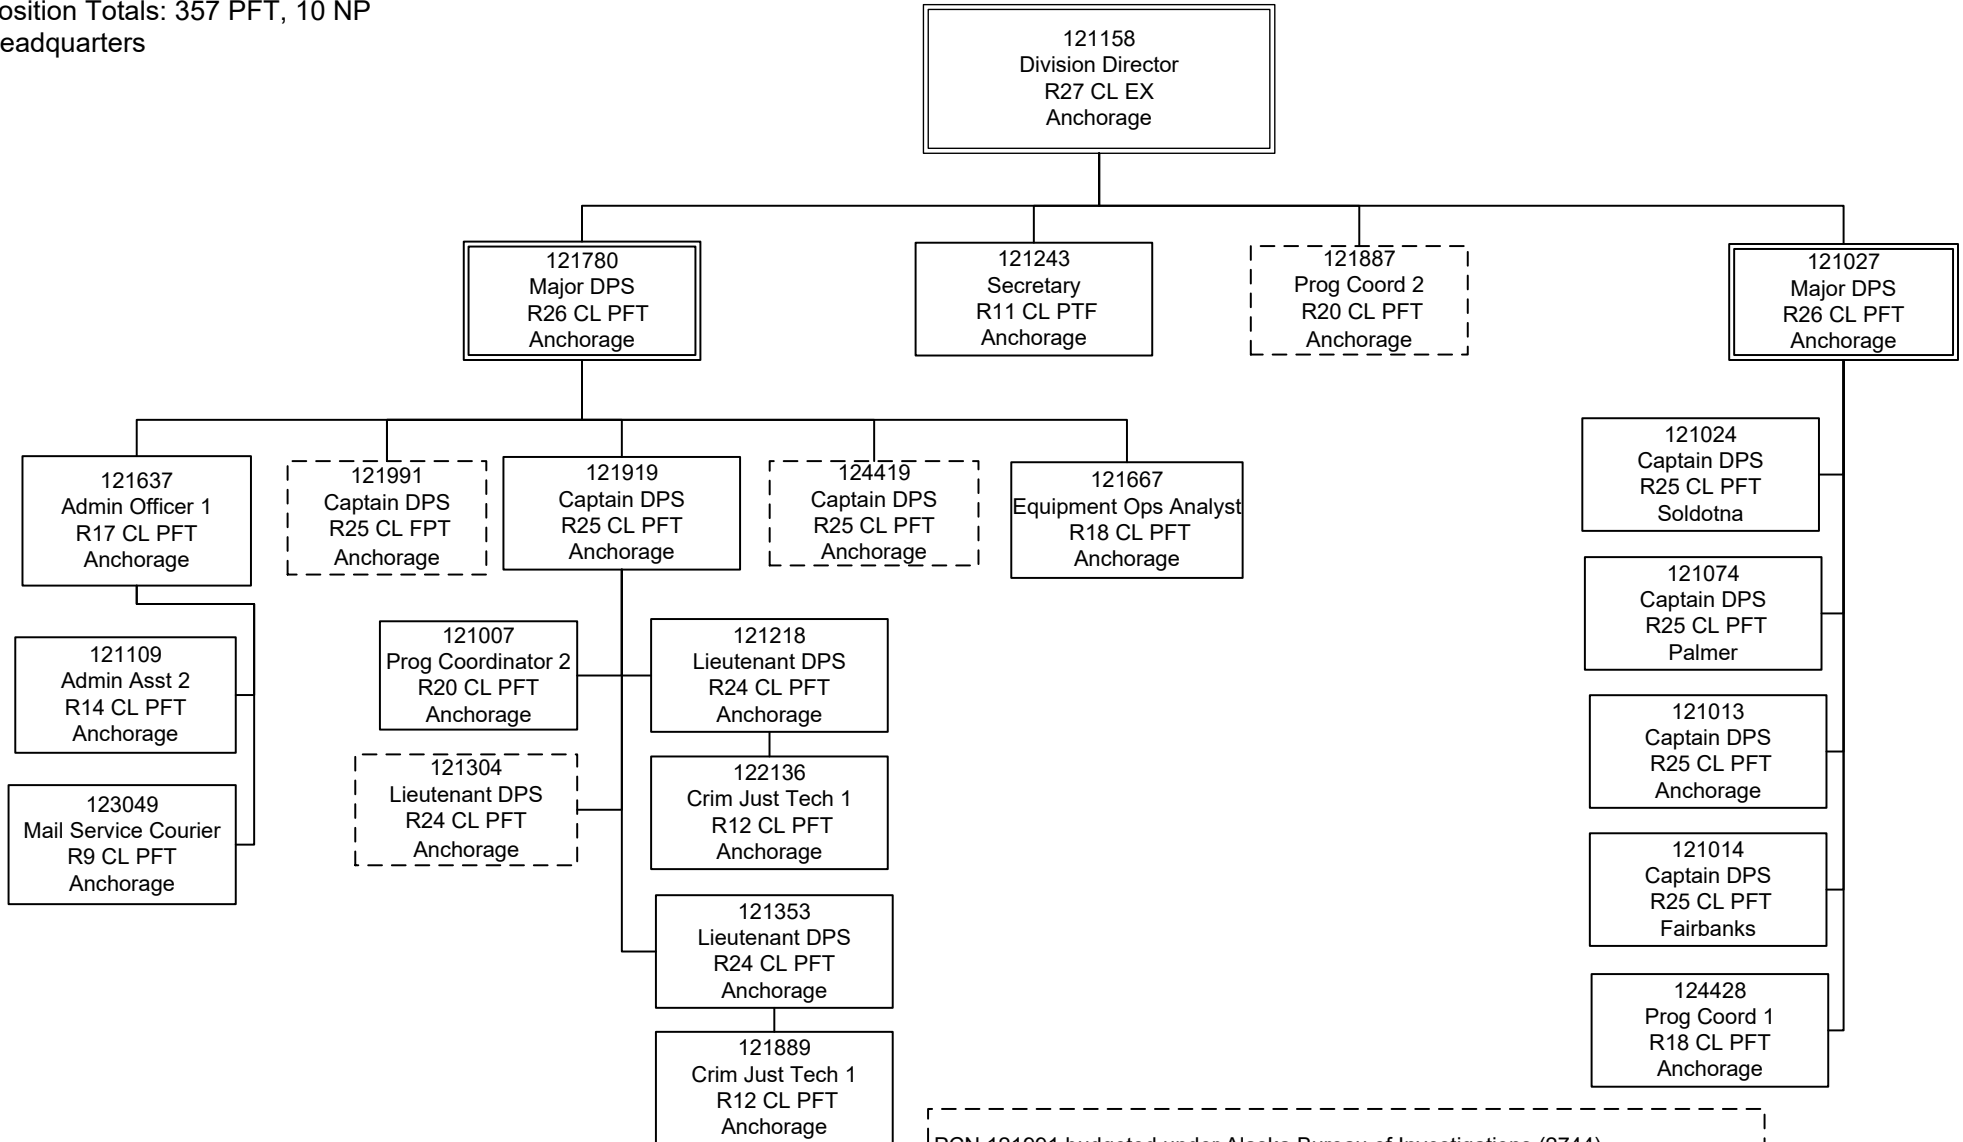 osition Totals: 357 PFT, 10 NP
eadquarters
121158
Division Director
R27 CL EX
Anchorage
121780
Major DPS
R26 CL PFT
Anchorage
121243
Secretary
R11 CL PTF
Anchorage
121887
Prog Coord 2
R20 CL PFT
Anchorage
121027
Major DPS
R26 CL PFT
Anchorage
121637
Admin Officer 1
R17 CL PFT
Anchorage
121991
Captain DPS
R25 CL FPT
Anchorage
121919
Captain DPS
R25 CL PFT
Anchorage
124419
Captain DPS
R25 CL PFT
Anchorage
121667
Equipment Ops Analyst
R18 CL PFT
Anchorage
121109
Admin Asst 2
R14 CL PFT
Anchorage
123049
Mail Service Courier
R9 CL PFT
Anchorage
121007
Prog Coordinator 2
R20 CL PFT
Anchorage
121304
Lieutenant DPS
R24 CL PFT
Anchorage
121218
Lieutenant DPS
R24 CL PFT
Anchorage
122136
Crim Just Tech 1
R12 CL PFT
Anchorage
121353
Lieutenant DPS
R24 CL PFT
Anchorage
121889
Crim Just Tech 1
R12 CL PFT
Anchorage
121024
Captain DPS
R25 CL PFT
Soldotna
121074
Captain DPS
R25 CL PFT
Palmer
121013
Captain DPS
R25 CL PFT
Anchorage
121014
Captain DPS
R25 CL PFT
Fairbanks
124428
Prog Coord 1
R18 CL PFT
Anchorage
PCN 121991 budgeted under Alaska Bureau of Investigations (2744)